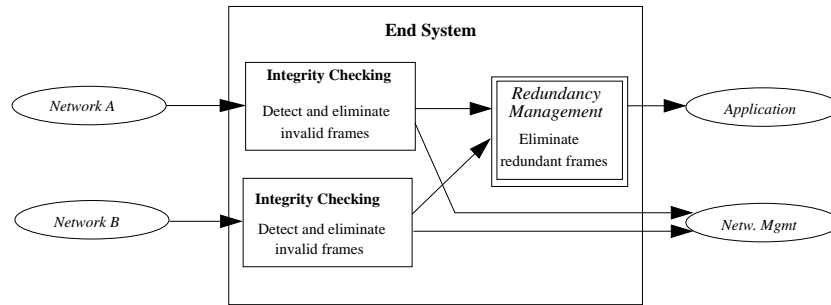 End System
Network A
Integrity Checking
Detect and eliminate
invalid frames
Redundancy
Management
Eliminate
redundant frames
Application
Network B
Integrity Checking
Detect and eliminate
invalid frames
Netw. Mgmt